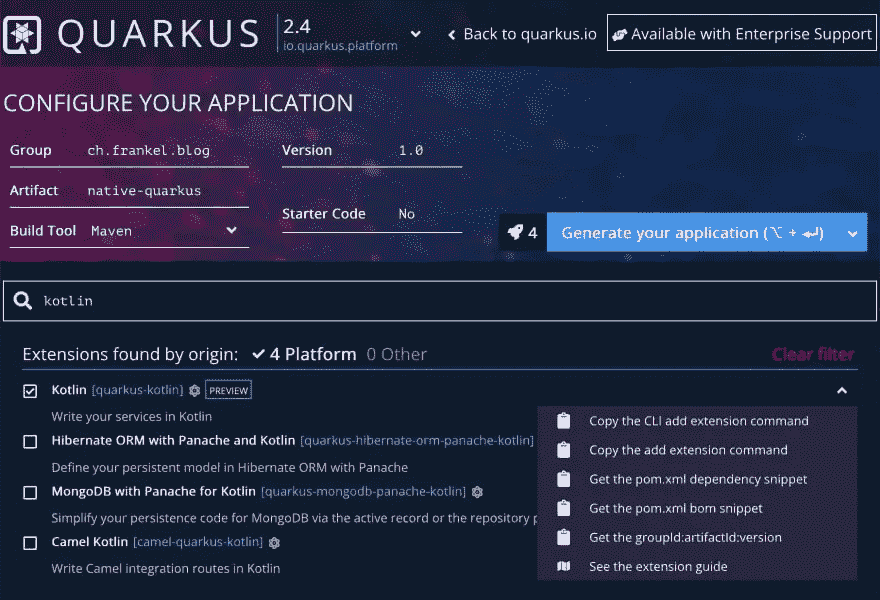 QUARKUS
2.4
io.quarkus.platform
Back to quarkus.io
Available with Enterprise Support
CONFIGURE YOUR APPLICATION
Group ch.frankel.blog
Version 1.0
Artifact native-quarkus
Starter Code No
Build Tool Maven
4
Generate your application (⌥ + ↵)
kotlin
Extensions found by origin: ✓ 4 Platform 0 Other
Clear filter
Kotlin [quarkus-kotlin] PREVIEW
Write your services in Kotlin
Hibernate ORM with Panache and Kotlin [quarkus-hibernate-orm-panache-kotlin]
Define your persistent model in Hibernate ORM with Panache
MongoDB with Panache for Kotlin [quarkus-mongodb-panache-kotlin]
Simplify your persistence code for MongoDB via the active record or the repository p
Camel Kotlin [camel-quarkus-kotlin]
Write Camel integration routes in Kotlin
Copy the CLI add extension command
Copy the add extension command
Get the pom.xml dependency snippet
Get the pom.xml bom snippet
Get the groupId:artifactId:version
See the extension guide